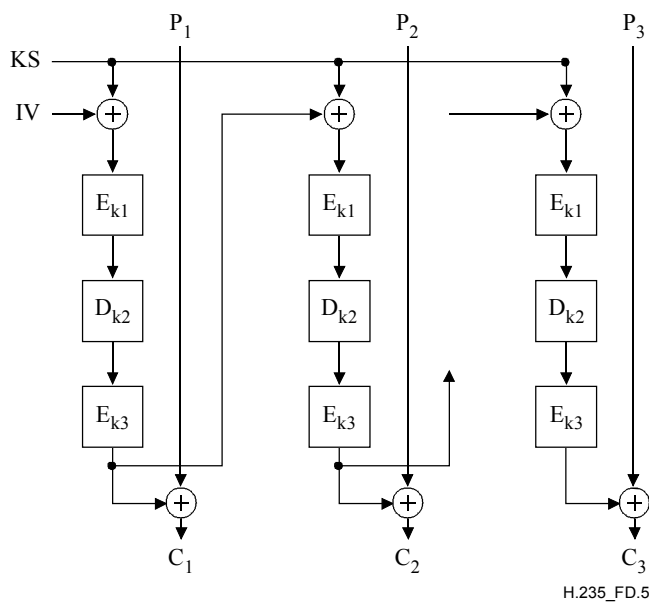 P1 P2 P3
KS
IV
Ek1 Ek1 Ek1
Dk2 Dk2 Dk2
Ek3 Ek3 Ek3
C1 C2 C3
H.235_FD.5